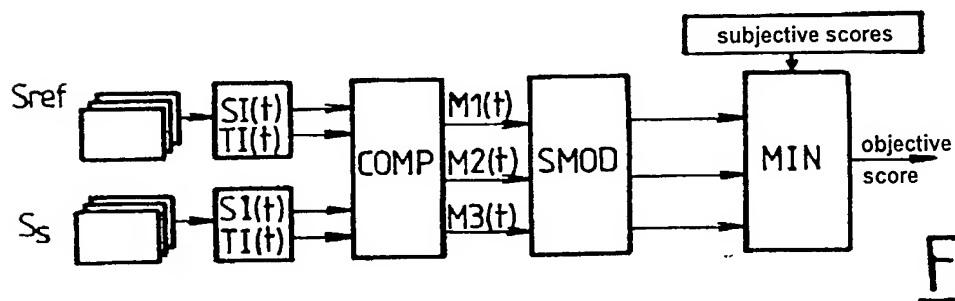 subjective scores
Sref
SI(t)
TI(t)
COMP
M1(t)
M2(t)
M3(t)
SMOD
MIN
objective
score
Ss
SI(t)
TI(t)
F